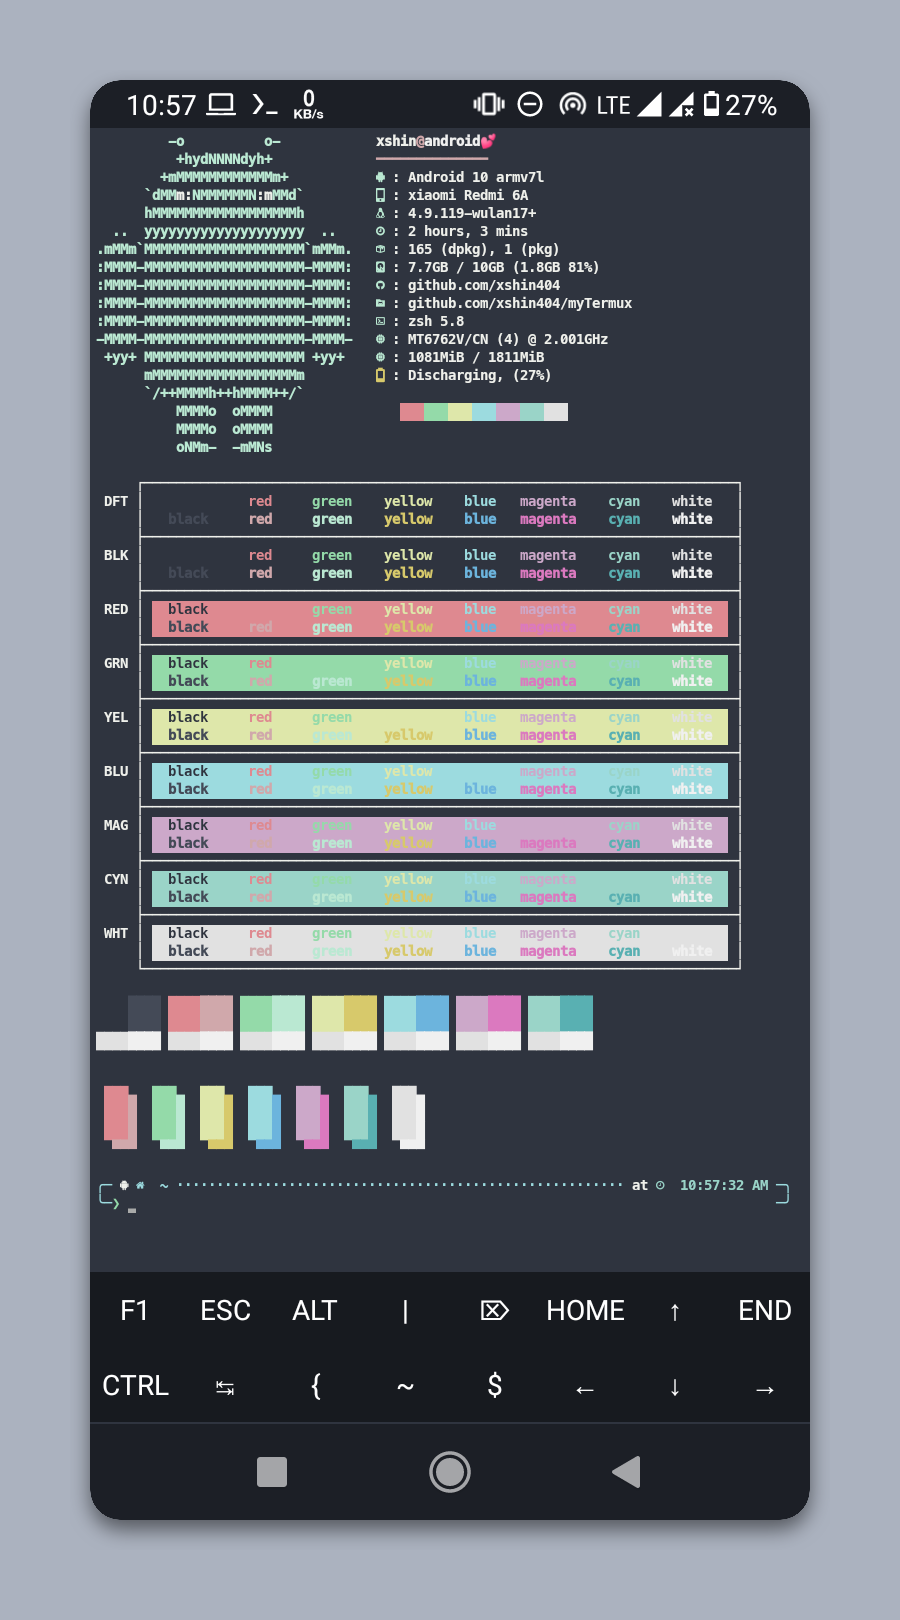 10:57 0 KB/s LTE 27%
-o          o- xshin@android💕
+hydNNNNdyh+
+mMMMMMMMMMMMMm+ : Android 10 armv7l
`dMMm:NMMMMMMN:mMMd` : xiaomi Redmi 6A
hMMMMMMMMMMMMMMMMMMh : 4.9.119-wulan17+
..  yyyyyyyyyyyyyyyyyyyy  .. : 2 hours, 3 mins
.mMMm`MMMMMMMMMMMMMMMMMMMM`mMMm. : 165 (dpkg), 1 (pkg)
:MMMM-MMMMMMMMMMMMMMMMMMMM-MMMM: : 7.7GB / 10GB (1.8GB 81%)
:MMMM-MMMMMMMMMMMMMMMMMMMM-MMMM: : github.com/xshin404
:MMMM-MMMMMMMMMMMMMMMMMMMM-MMMM: : github.com/xshin404/myTermux
:MMMM-MMMMMMMMMMMMMMMMMMMM-MMMM: : zsh 5.8
-MMMM-MMMMMMMMMMMMMMMMMMMM-MMMM- : MT6762V/CN (4) @ 2.001GHz
+yy+ MMMMMMMMMMMMMMMMMMMM +yy+ : 1081MiB / 1811MiB
mMMMMMMMMMMMMMMMMMMm : Discharging, (27%)
`/++MMMMh++hMMMM++/`
MMMMo  oMMMM
MMMMo  oMMMM
oNMm-  -mMNs
DFT red green yellow blue magenta cyan white
black red green yellow blue magenta cyan white
BLK red green yellow blue magenta cyan white
black red green yellow blue magenta cyan white
RED black green yellow blue magenta cyan white
black red green yellow blue magenta cyan white
GRN black red yellow blue magenta cyan white
black red green yellow blue magenta cyan white
YEL black red green blue magenta cyan white
black red green yellow blue magenta cyan white
BLU black red green yellow magenta cyan white
black red green yellow blue magenta cyan white
MAG black red green yellow blue cyan white
black red green yellow blue magenta cyan white
CYN black red green yellow blue magenta white
black red green yellow blue magenta cyan white
WHT black red green yellow blue magenta cyan
black red green yellow blue magenta cyan white
~ ························································ at 10:57:32 AM
❯ _
F1 ESC ALT | ⌦ HOME ↑ END
CTRL ↹ { ~ $ ← ↓ →